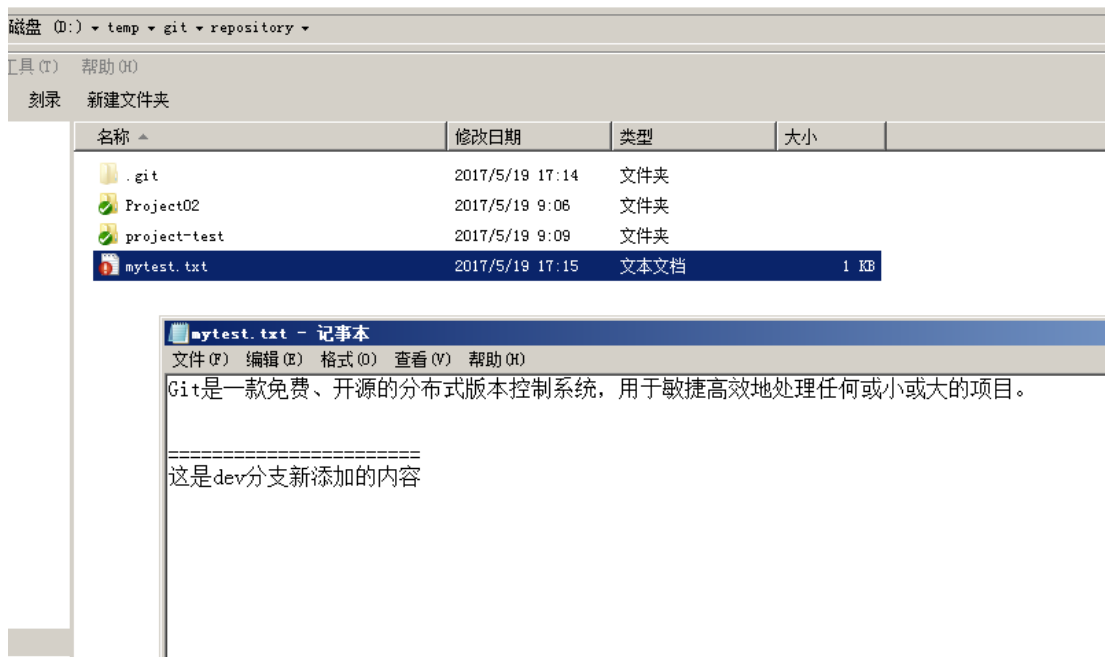 磁盘 (D:) ▾ temp ▾ git ▾ repository ▾
工具(T) 帮助(H)
刻录 新建文件夹
名称 修改日期 类型 大小
.git 2017/5/19 17:14 文件夹
Project02 2017/5/19 9:06 文件夹
project-test 2017/5/19 9:09 文件夹
mytest.txt 2017/5/19 17:15 文本文档 1 KB
mytest.txt - 记事本
文件(F) 编辑(E) 格式(O) 查看(V) 帮助(H)
Git是一款免费、开源的分布式版本控制系统，用于敏捷高效地处理任何或小或大的项目。
=======================
这是dev分支新添加的内容